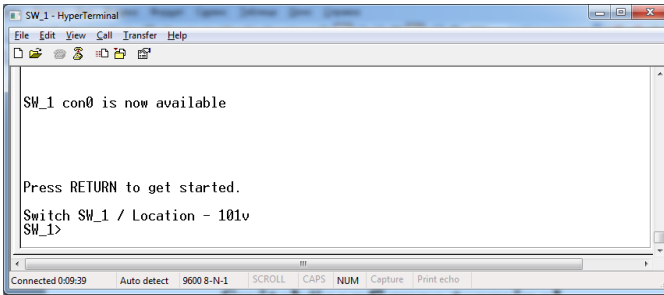 SW_1 - HyperTerminal
File Edit View Call Transfer Help
SW_1 con0 is now available
Press RETURN to get started.
Switch SW_1 / Location - 101v
SW_1>
Connected 0:09:39 Auto detect 9600 8-N-1 SCROLL CAPS NUM Capture Print echo